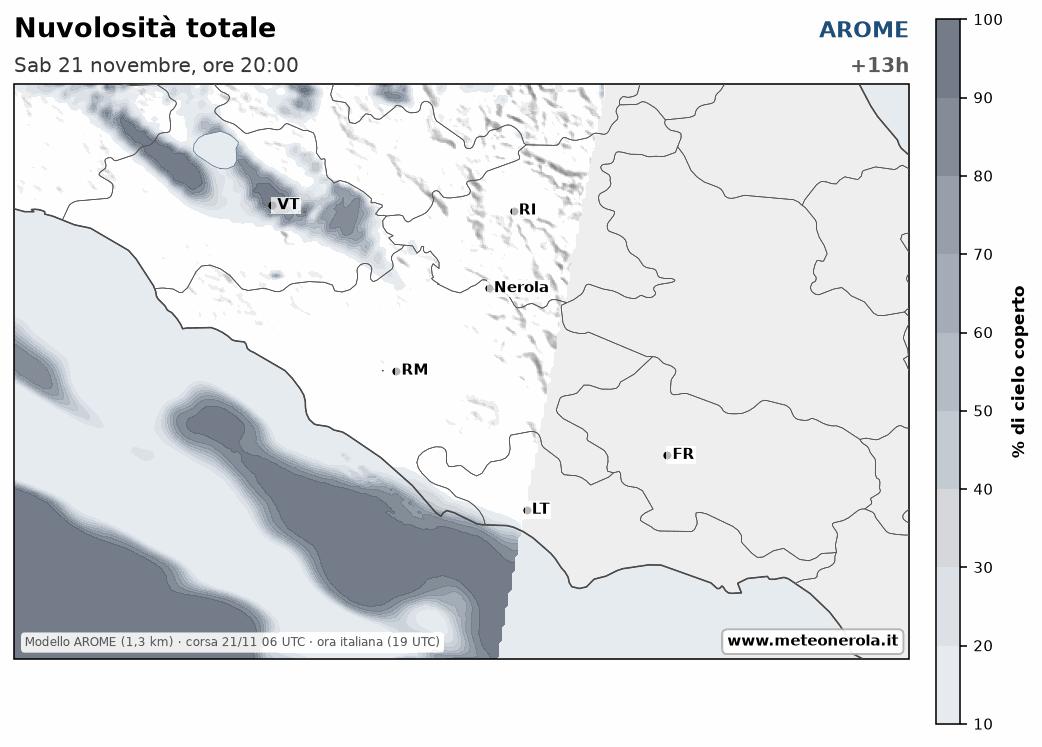 Nuvolosità totale
AROME
Sab 21 novembre, ore 20:00
+13h
VT
RI
Nerola
RM
FR
LT
Modello AROME (1,3 km) · corsa 21/11 06 UTC · ora italiana (19 UTC)
www.meteonerola.it
100
90
80
70
60
50
40
30
20
10
% di cielo coperto